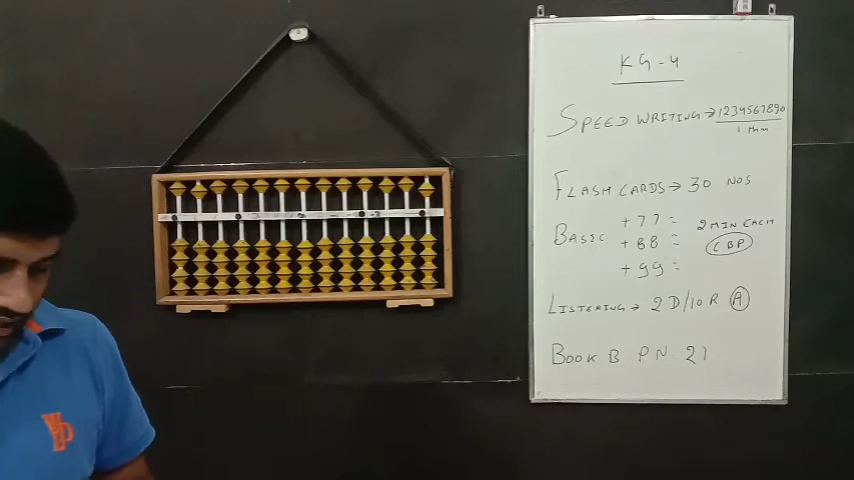 KG-4
SPEED WRITING → 1234567890
1 Min
FLASH CARDS → 30 NOS
BASIC +77 = 2 MIN EACH
+88 = CBP
+99 =
LISTENING → 2D/10R A
BOOK B PN. 21